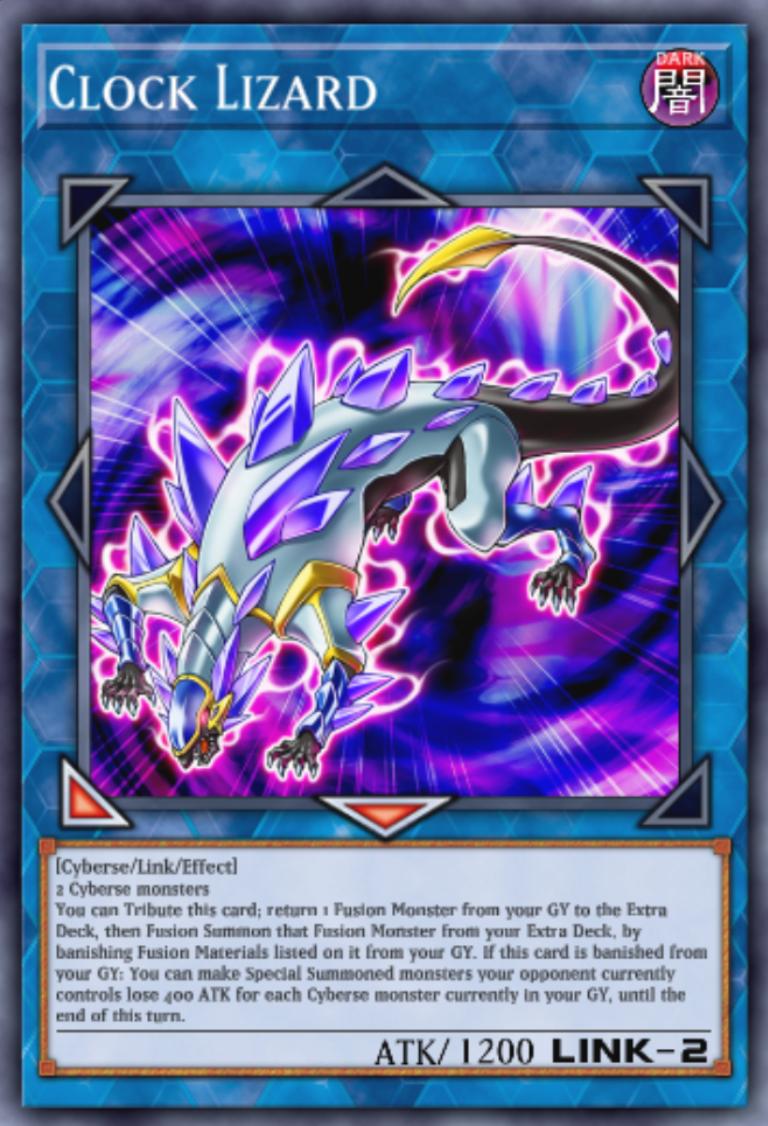 CLOCK LIZARD
DARK
闇
[Cyberse/Link/Effect]
2 Cyberse monsters
You can Tribute this card; return 1 Fusion Monster from your GY to the Extra
Deck, then Fusion Summon that Fusion Monster from your Extra Deck, by
banishing Fusion Materials listed on it from your GY. If this card is banished from
your GY: You can make Special Summoned monsters your opponent currently
controls lose 400 ATK for each Cyberse monster currently in your GY, until the
end of this turn.
ATK/ 1200 LINK-2